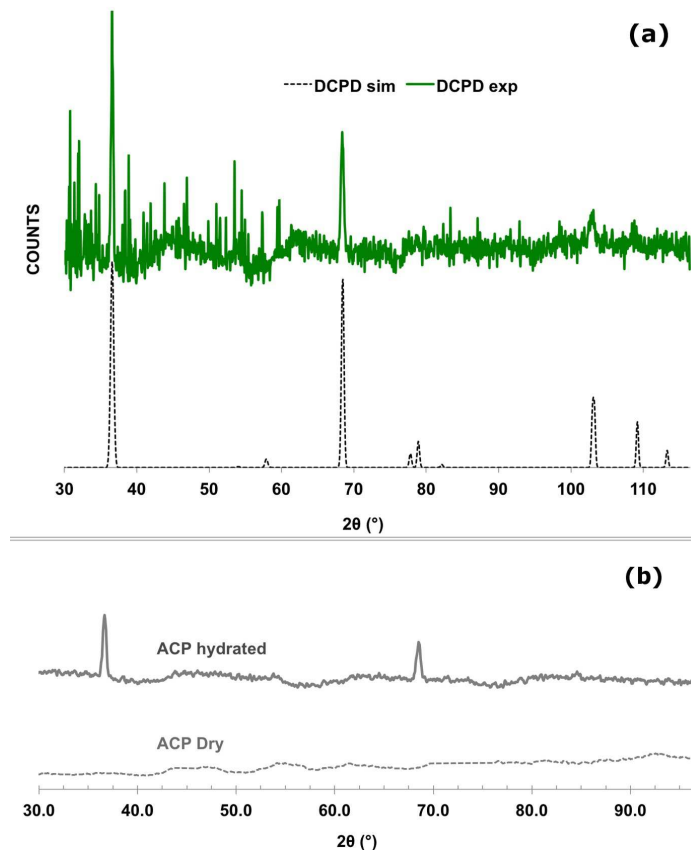 (a)
DCPD sim DCPD exp
COUNTS
30 40 50 60 70 80 90 100 110
2θ (°)
(b)
ACP hydrated
ACP Dry
30.0 40.0 50.0 60.0 70.0 80.0 90.0
2θ (°)